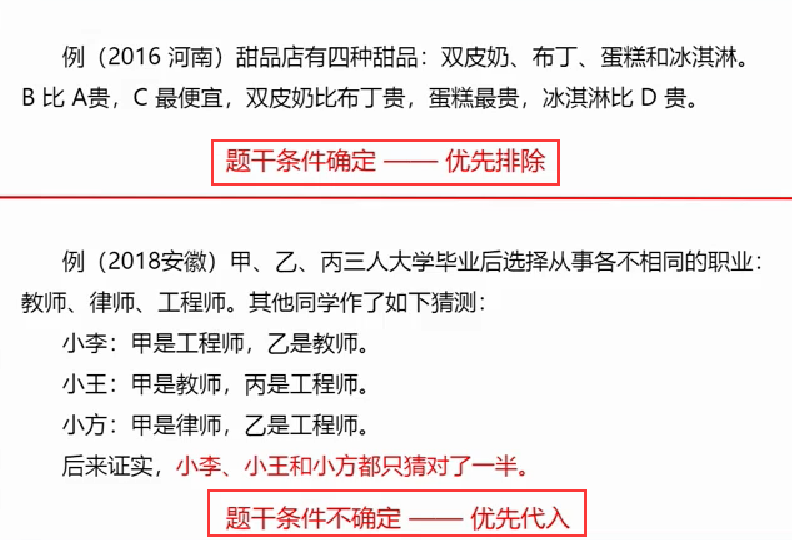 例（2016 河南）甜品店有四种甜品：双皮奶、布丁、蛋糕和冰淇淋。
B 比 A贵，C 最便宜，双皮奶比布丁贵，蛋糕最贵，冰淇淋比 D 贵。
题干条件确定 —— 优先排除
例（2018安徽）甲、乙、丙三人大学毕业后选择从事各不相同的职业：
教师、律师、工程师。其他同学作了如下猜测：
小李：甲是工程师，乙是教师。
小王：甲是教师，丙是工程师。
小方：甲是律师，乙是工程师。
后来证实，小李、小王和小方都只猜对了一半。
题干条件不确定 —— 优先代入